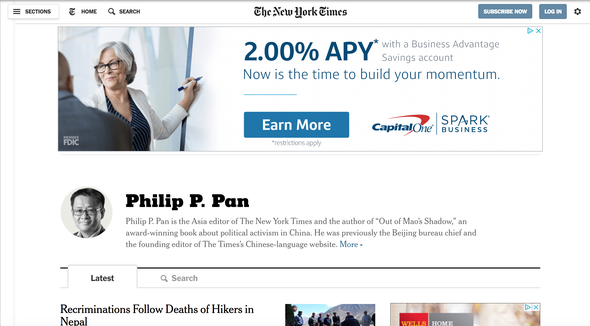 SECTIONS HOME SEARCH The New York Times SUBSCRIBE NOW LOG IN
2.00% APY* with a Business Advantage
Savings account
Now is the time to build your momentum.
Earn More
*restrictions apply
Capital One SPARK
BUSINESS
MEMBER
FDIC
Philip P. Pan
Philip P. Pan is the Asia editor of The New York Times and the author of “Out of Mao’s Shadow,” an
award-winning book about political activism in China. He was previously the Beijing bureau chief and
the founding editor of The Times’s Chinese-language website. More
Latest Search
Recriminations Follow Deaths of Hikers in
Nepal
WELLS HOME